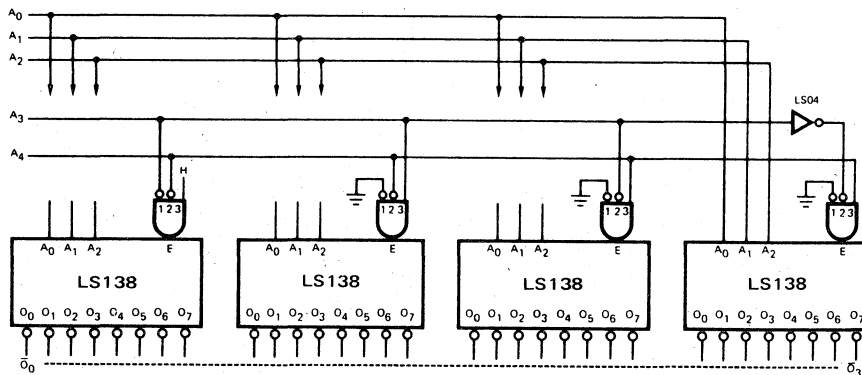 A0
A1
A2
LS04
A3
A4
H
1 2 3
1 2 3
1 2 3
1 2 3
A0 A1 A2 E
A0 A1 A2 E
A0 A1 A2 E
A0 A1 A2 E
LS138
LS138
LS138
LS138
O0 O1 O2 O3 O4 O5 O6 O7
O0 O1 O2 O3 O4 O5 O6 O7
O0 O1 O2 O3 O4 O5 O6 O7
O0 O1 O2 O3 O4 O5 O6 O7
Ō0
Ō3